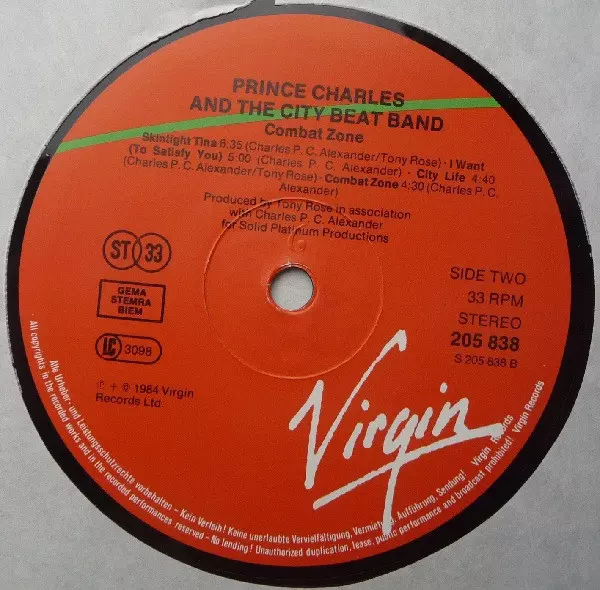 PRINCE CHARLES
AND THE CITY BEAT BAND
Combat Zone
Skintight Tina 6:35 (Charles P. C. Alexander/Tony Rose) · I Want
(To Satisfy You) 5:00 (Charles P. C. Alexander) · City Life 4:40
(Charles P. C. Alexander/Tony Rose) · Combat Zone 4:30 (Charles P. C.
Alexander)
Produced by Tony Rose in association
with Charles P. C. Alexander
for Solid Platinum Productions
ST 33
GEMA
STEMRA
BIEM
LC 3098
SIDE TWO
33 RPM
STEREO
205 838
S 205 838 B
℗ + © 1984 Virgin
Records Ltd.
Virgin
Alle Urheber- und Leistungsschutzrechte vorbehalten – Kein Verleih! Keine unerlaubte Vervielfältigung, Vermietung, Aufführung, Sendung! Virgin Records
All copyrights in the recorded works and in the recorded performances reserved – No lending! Unauthorized duplication, lease, public performance and broadcast prohibited! Virgin Records